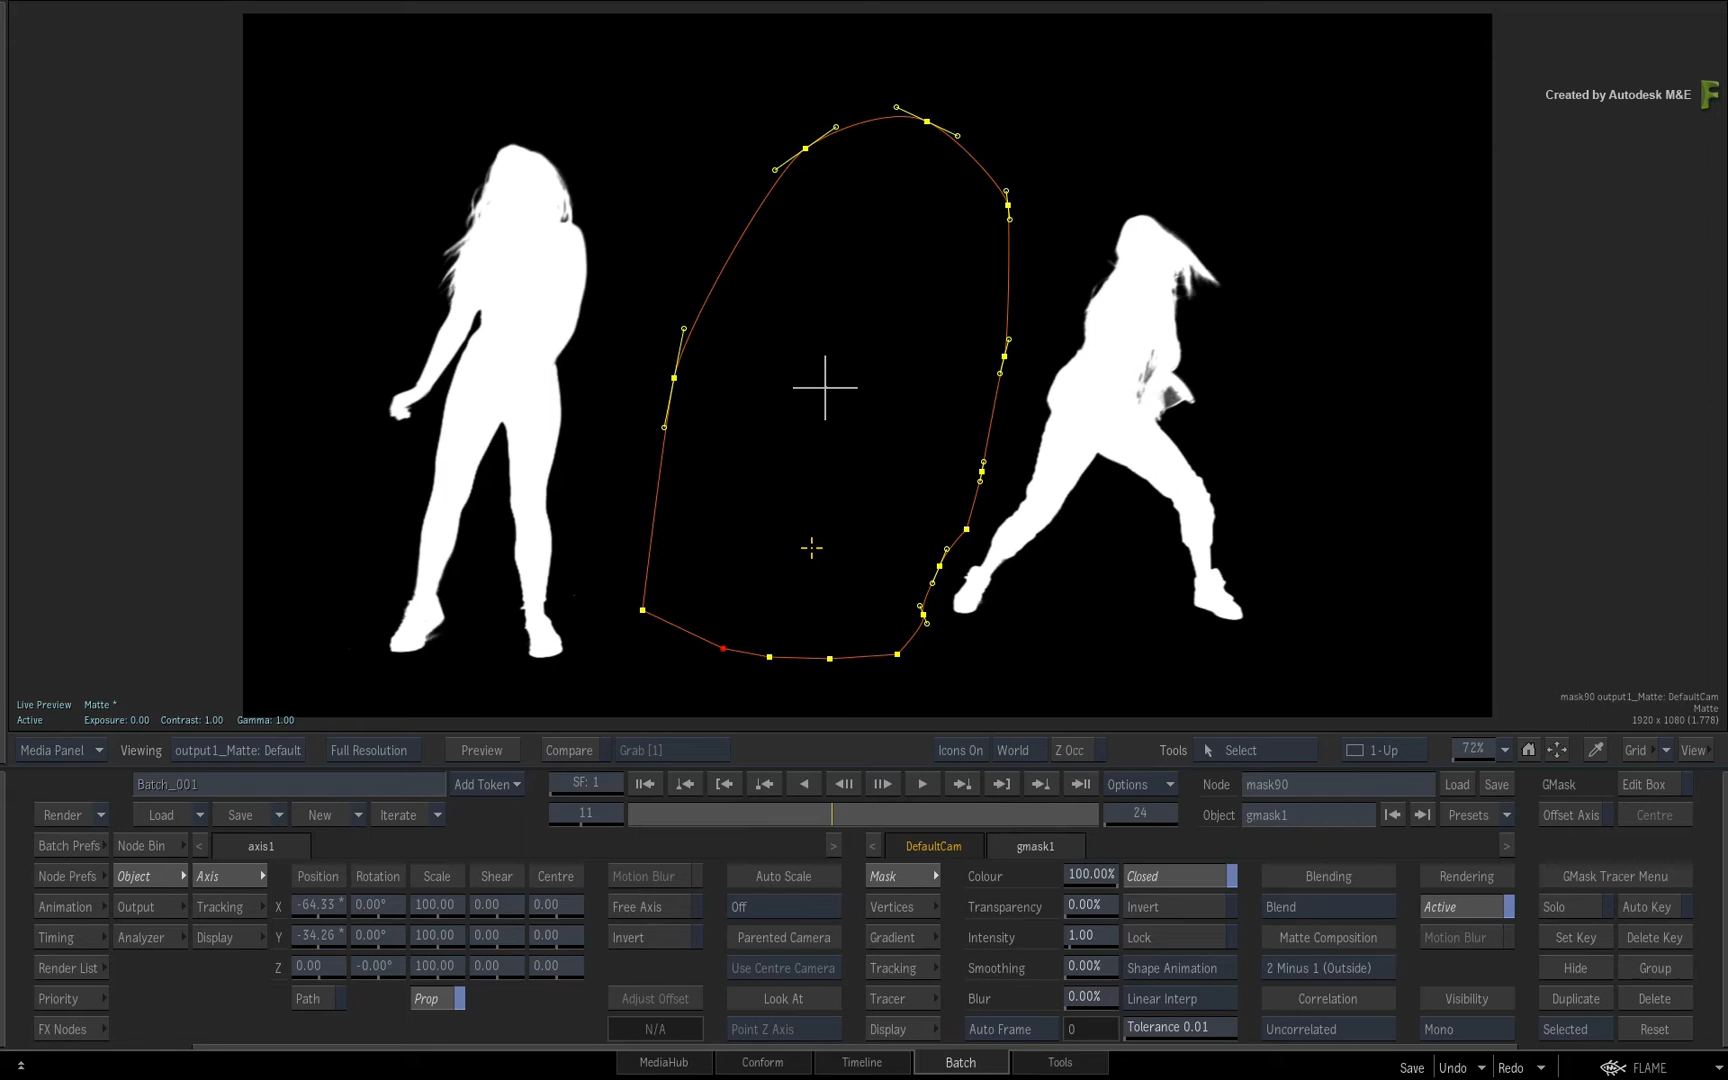 Created by Autodesk M&E
Live Preview Matte *
Active Exposure: 0.00 Contrast: 1.00 Gamma: 1.00
mask90 output1_Matte: DefaultCam
Matte
1920 x 1080 (1.778)
Media Panel Viewing output1_Matte: Default Full Resolution Preview Compare Grab [1] Icons On World Z Occ Tools Select 1-Up 72% Grid View
Batch_001 Add Token SF: 1 Options Node mask90 Load Save GMask Edit Box
Render Load Save New Iterate 11 24 Object gmask1 Presets Offset Axis Centre
Batch Prefs Node Bin < axis1 > < DefaultCam gmask1 >
Node Prefs Object Axis Position Rotation Scale Shear Centre Motion Blur Auto Scale Mask Colour 100.00% Closed Blending Rendering GMask Tracer Menu
Animation Output Tracking X -64.33 * 0.00° 100.00 0.00 0.00 Free Axis Off Vertices Transparency 0.00% Invert Blend Active Solo Auto Key
Timing Analyzer Display Y -34.26 * 0.00° 100.00 0.00 0.00 Invert Parented Camera Gradient Intensity 1.00 Lock Matte Composition Motion Blur Set Key Delete Key
Render List Z 0.00 -0.00° 100.00 0.00 0.00 Use Centre Camera Tracking Smoothing 0.00% Shape Animation 2 Minus 1 (Outside) Hide Group
Priority Path Prop Adjust Offset Look At Tracer Blur 0.00% Linear Interp Correlation Visibility Duplicate Delete
FX Nodes N/A Point Z Axis Display Auto Frame 0 Tolerance 0.01 Uncorrelated Mono Selected Reset
MediaHub Conform Timeline Batch Tools Save Undo Redo FLAME